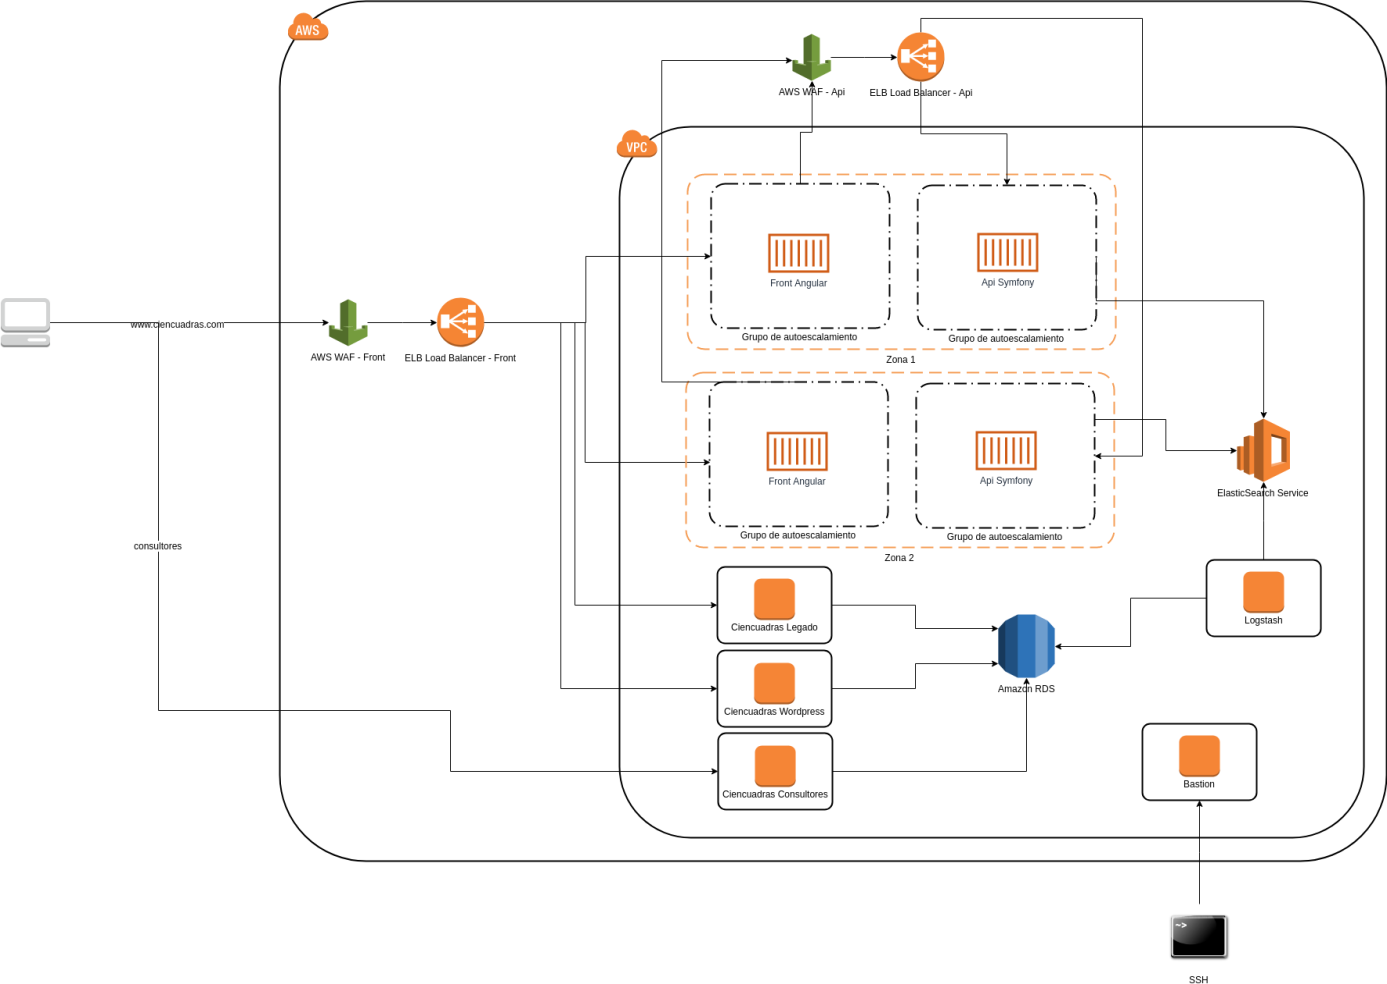 AWS
AWS WAF - Api
ELB Load Balancer - Api
VPC
Front Angular
Api Symfony
Grupo de autoescalamiento
Grupo de autoescalamiento
Zona 1
www.ciencuadras.com
AWS WAF - Front
ELB Load Balancer - Front
Front Angular
Api Symfony
Grupo de autoescalamiento
Grupo de autoescalamiento
Zona 2
ElasticSearch Service
consultores
Ciencuadras Legado
Logstash
Ciencuadras Wordpress
Amazon RDS
Ciencuadras Consultores
Bastion
~>
SSH